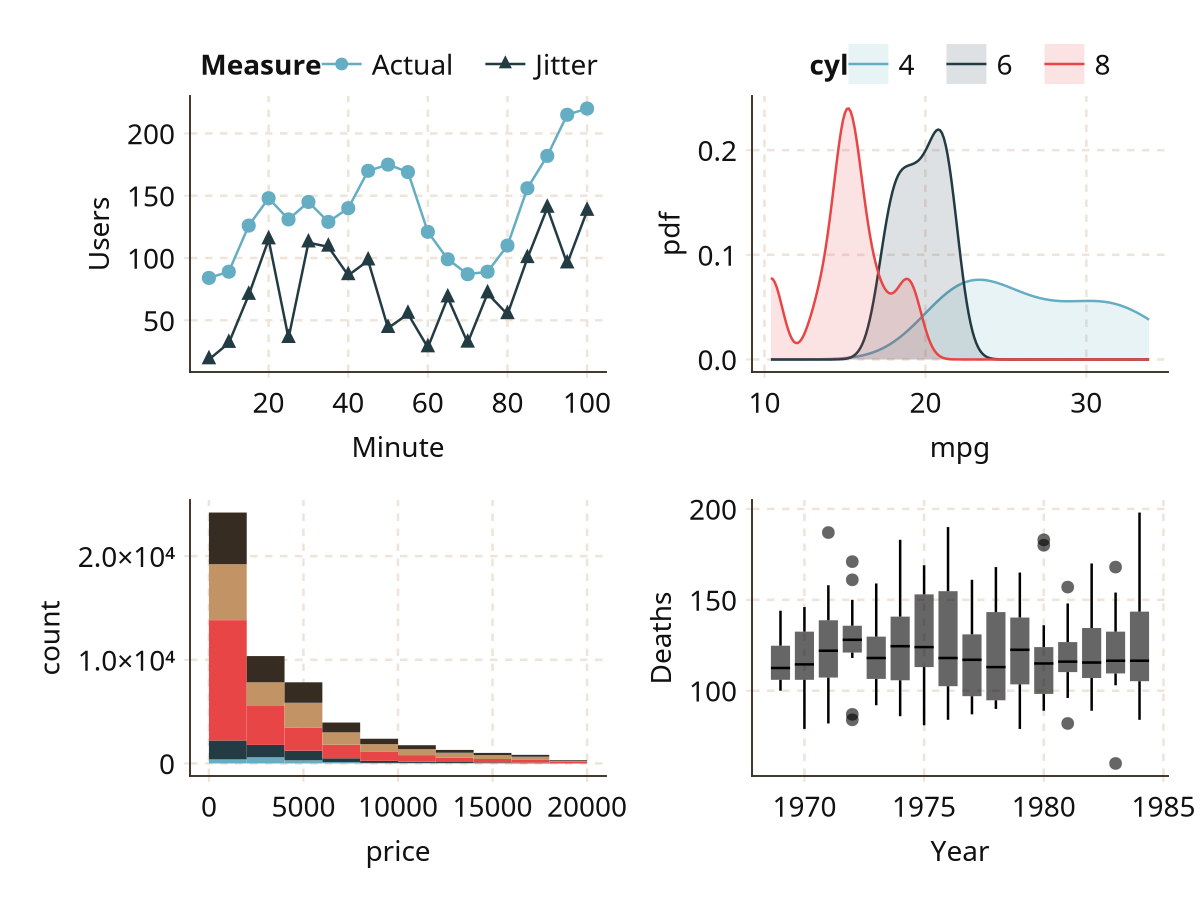 Measure Actual Jitter
200
150
100
50
Users
20 40 60 80 100
Minute
cyl 4 6 8
0.2
0.1
0.0
pdf
10 20 30
mpg
2.0×10⁴
1.0×10⁴
0
count
0 5000 10000 15000 20000
price
200
150
100
Deaths
1970 1975 1980 1985
Year